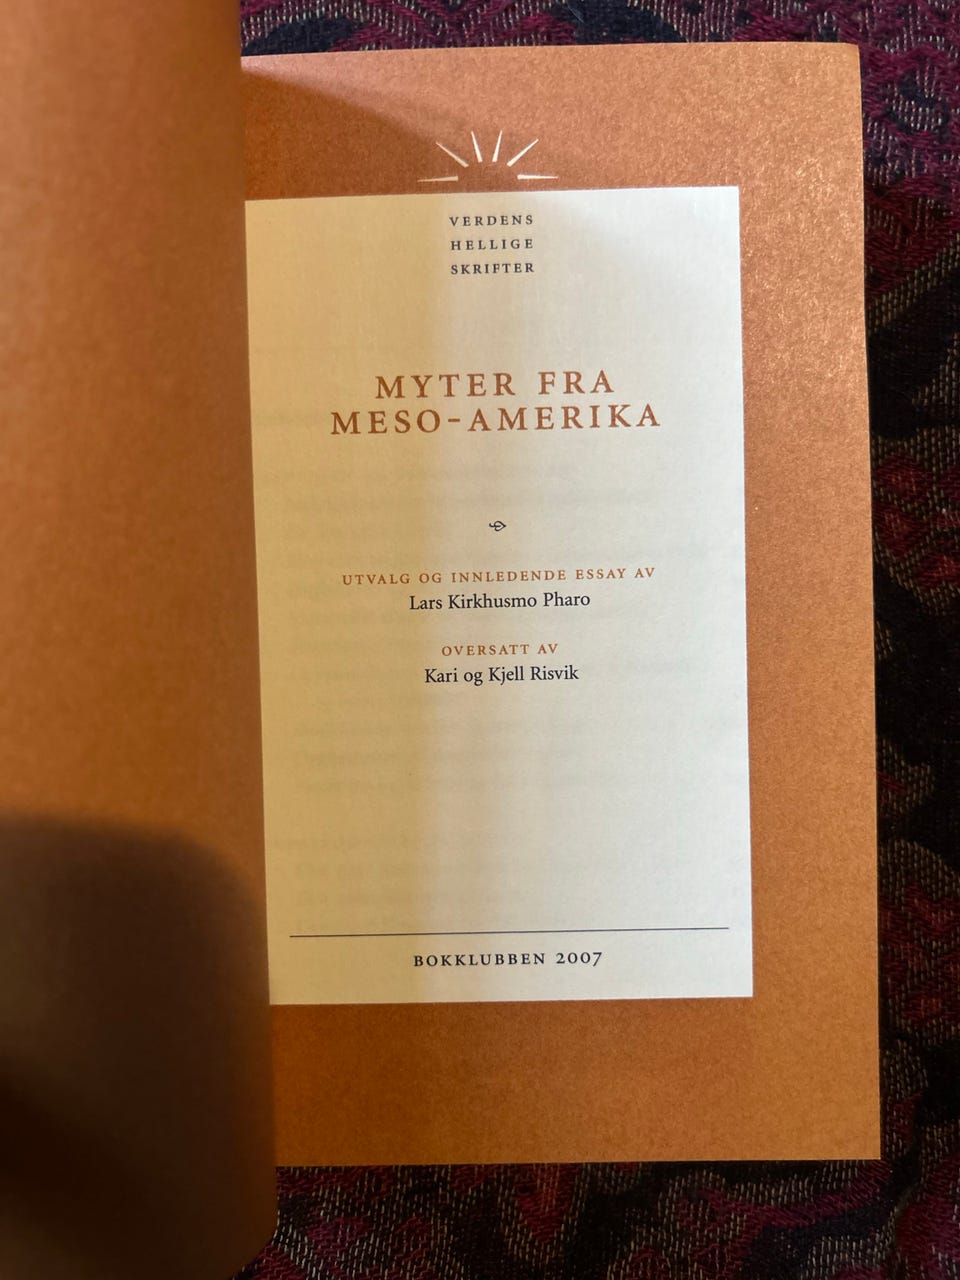 VERDENS
HELLIGE
SKRIFTER
MYTER FRA
MESO-AMERIKA
UTVALG OG INNLEDENDE ESSAY AV
Lars Kirkhusmo Pharo
OVERSATT AV
Kari og Kjell Risvik
BOKKLUBBEN 2007